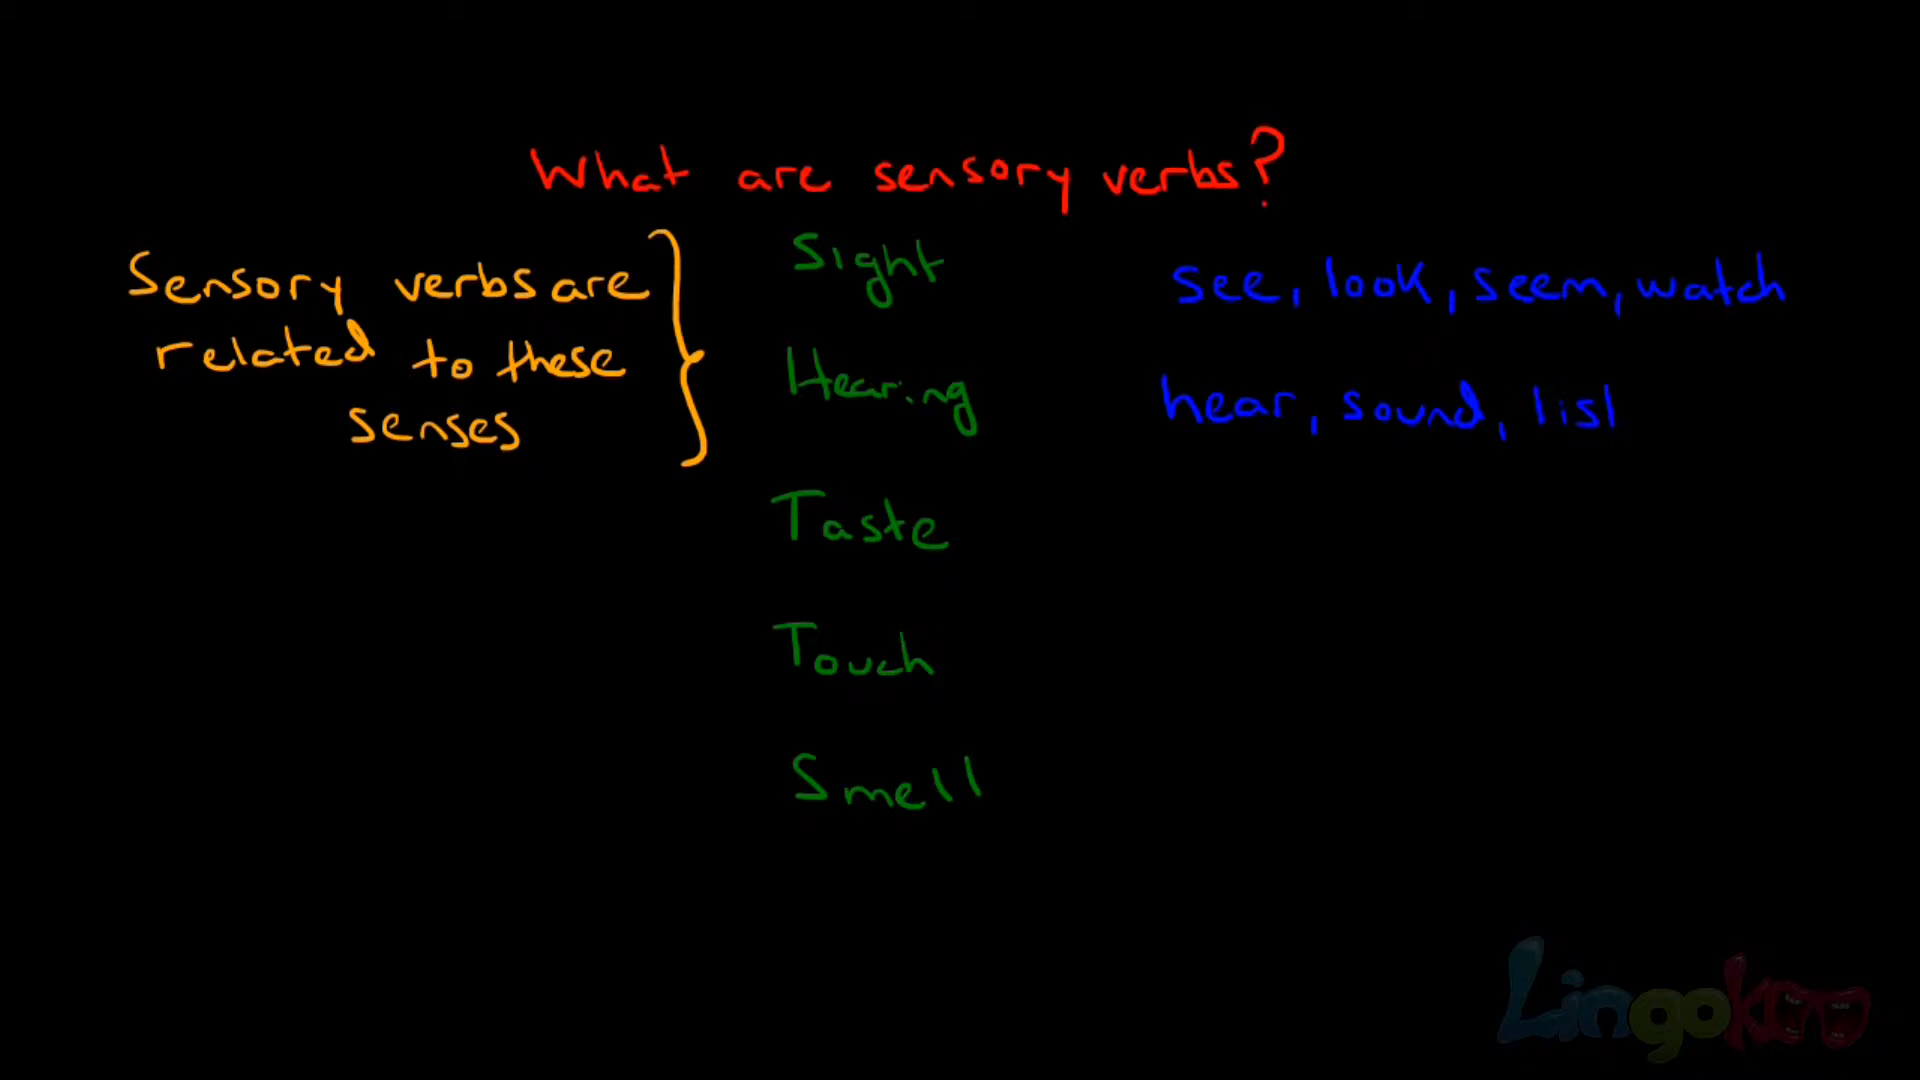 What are sensory verbs?
Sensory verbs are
related to these
senses
Sight
see, look, seem, watch
Hearing
hear, sound, lisl
Taste
Touch
Smell
Lingokoo